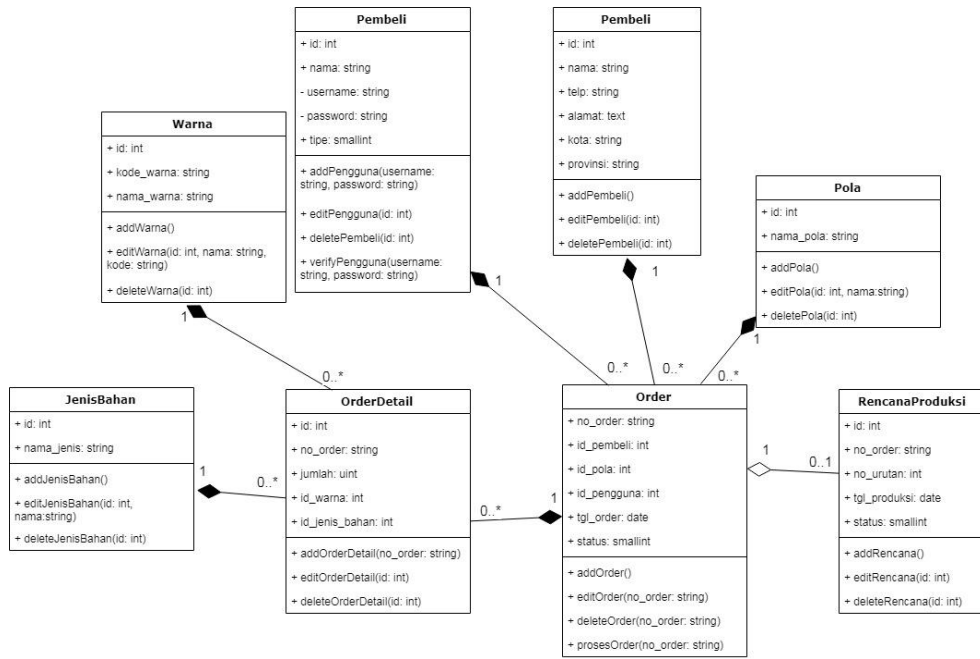 Pembeli
+ id: int
+ nama: string
- username: string
- password: string
+ tipe: smallint
+ addPengguna(username:
string, password: string)
+ editPengguna(id: int)
+ deletePembeli(id: int)
+ verifyPengguna(username:
string, password: string)
1
0..*
Pembeli
+ id: int
+ nama: string
+ telp: string
+ alamat: text
+ kota: string
+ provinsi: string
+ addPembeli()
+ editPembeli(id: int)
+ deletePembeli(id: int)
1
0..*
Warna
+ id: int
+ kode_warna: string
+ nama_warna: string
+ addWarna()
+ editWarna(id: int, nama: string,
kode: string)
+ deleteWarna(id: int)
1
0..*
Pola
+ id: int
+ nama_pola: string
+ addPola()
+ editPola(id: int, nama:string)
+ deletePola(id: int)
1
0..*
JenisBahan
+ id: int
+ nama_jenis: string
+ addJenisBahan()
+ editJenisBahan(id: int,
nama:string)
+ deleteJenisBahan(id: int)
1
0..*
OrderDetail
+ id: int
+ no_order: string
+ jumlah: uint
+ id_warna: int
+ id_jenis_bahan: int
+ addOrderDetail(no_order: string)
+ editOrderDetail(id: int)
+ deleteOrderDetail(id: int)
0..*
1
Order
+ no_order: string
+ id_pembeli: int
+ id_pola: int
+ id_pengguna: int
+ tgl_order: date
+ status: smallint
+ addOrder()
+ editOrder(no_order: string)
+ deleteOrder(no_order: string)
+ prosesOrder(no_order: string)
1
0..1
RencanaProduksi
+ id: int
+ no_order: string
+ no_urutan: int
+ tgl_produksi: date
+ status: smallint
+ addRencana()
+ editRencana(id: int)
+ deleteRencana(id: int)